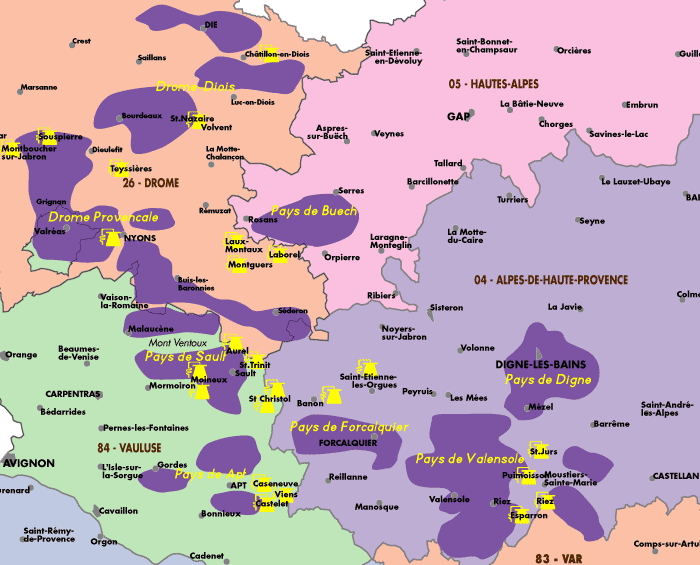 DIE
Crest
Saillans
Châtillon-en-Diois
Saint-Etienne-
en-Dévoluy
Saint-Bonnet-
en-Champsaur
Orcières
Guill
Marsanne
Drome Diois
Luc-en-Diois
05 - HAUTES-ALPES
Bourdeaux
St.Nazaire
Volvent
GAP
La Bâtie-Neuve
Embrun
Chorges
Savines-le-Lac
ar
Souspierre
Montboucher
sur-Jabron
Dieulefit
La Motte-
Chalançon
Aspres-
sur-Buëch
Veynes
Teyssières
26 - DROME
Tallard
Barcillonette
Le Lauzet-Ubaye
Serres
Turriers
BAR
Grignan
Drome Provencale
Rémuzat
Rosans
Pays de Buech
Seyne
Valréas
NYONS
Laux-
Montaux
Laborel
Montguers
Orpierre
Laragne-
Monteglin
La Motte-
du-Caire
Buis-les-
Baronnies
04 - ALPES-DE-HAUTE-PROVENCE
Vaison-
la-Romaine
Ribiers
Sisteron
La Javie
Colm
Séderon
Malaucène
Noyers-
sur-Jabron
Mont Ventoux
Orange
Beaumes-
de-Venise
Pays de Sault
Aurel
St.Trinit
Sault
Volonne
DIGNE-LES-BAINS
Pays de Digne
Moineux
Mormoiron
Saint-Etienne
les-Orgues
Peyruis
Les Mées
CARPENTRAS
Bédarrides
St Christol
Banon
Mézel
Saint-André-
les-Alpes
Pernes-les-Fontaines
Pays de Forcalquier
FORCALQUIER
Barrême
84 - VAULUSE
AVIGNON
L'Isle-sur-
la-Sorgue
Gordes
Pays de Apt
APT
Caseneuve
Viens
Castelet
Reillanne
Pays de Valensole
St.Jurs
Puimoisson
Moustiers-
Sainte-Marie
CASTELLAN
urenard
Cavaillon
Bonnieux
Manosque
Valensole
Riez
Riez
Esparron
Saint-Rémy-
de-Provence
Orgon
Cadenet
83 - VAR
Comps-sur-Artu